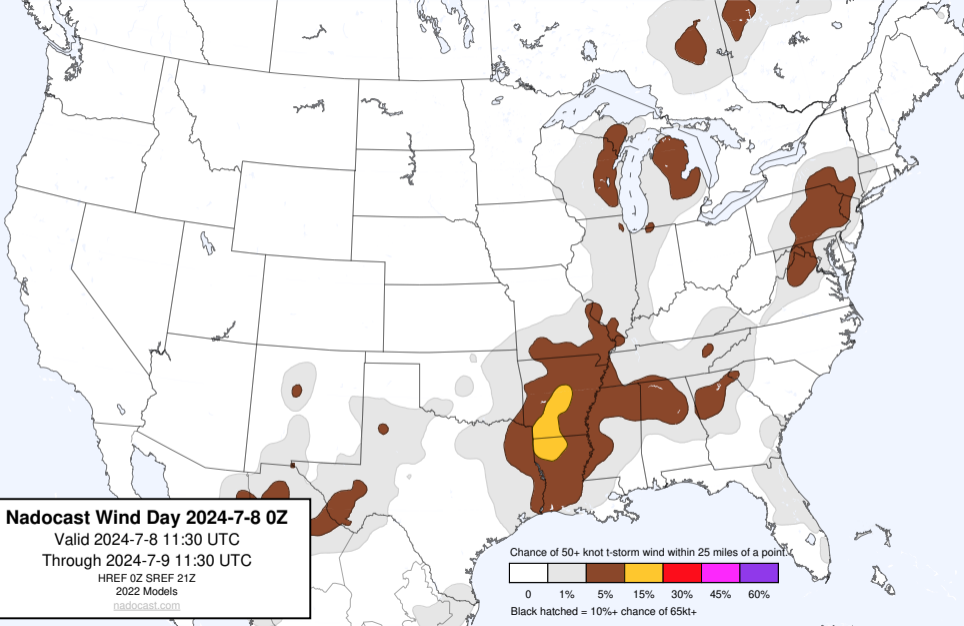 Nadocast Wind Day 2024-7-8 0Z
Valid 2024-7-8 11:30 UTC
Through 2024-7-9 11:30 UTC
HREF 0Z SREF 21Z
2022 Models
nadocast.com
Chance of 50+ knot t-storm wind within 25 miles of a point.
0 1% 5% 15% 30% 45% 60%
Black hatched = 10%+ chance of 65kt+